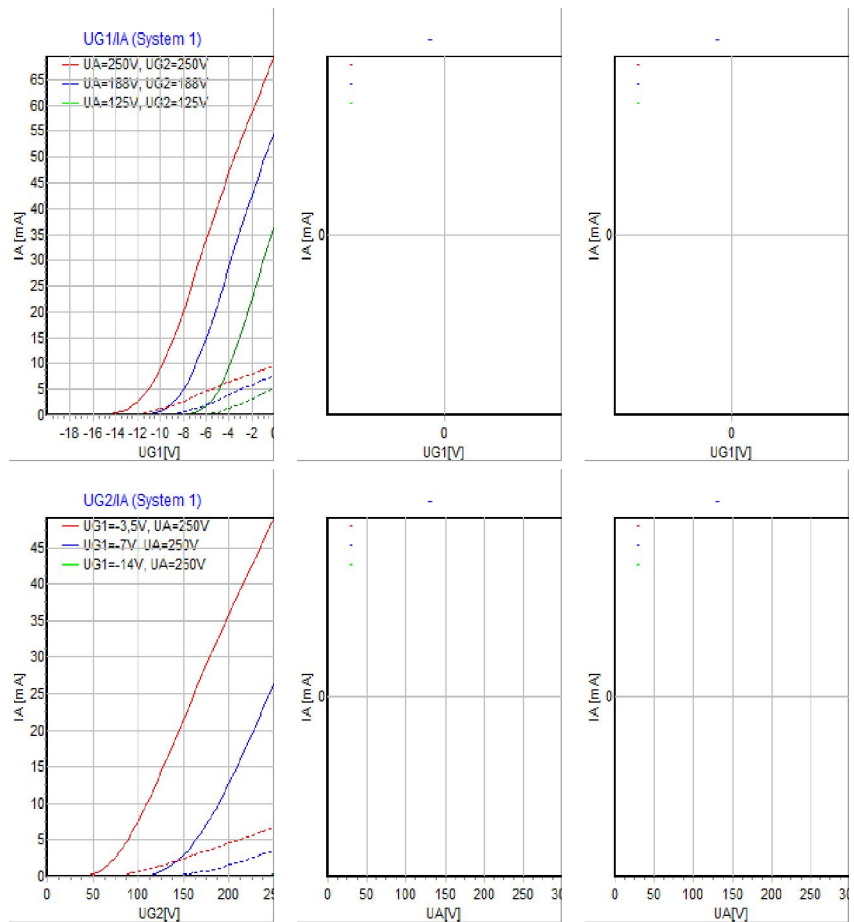 UG1/IA (System 1)
UA=250V, UG2=250V
UA=188V, UG2=188V
UA=125V, UG2=125V
IA [mA]
65
60
55
50
45
40
35
30
25
20
15
10
5
0
-18 -16 -14 -12 -10 -8 -6 -4 -2 0
UG1[V]
-
-
-
-
IA [mA]
0
0
UG1[V]
-
-
-
-
IA [mA]
0
0
UG1[V]
UG2/IA (System 1)
UG1=-3,5V, UA=250V
UG1=-7V, UA=250V
UG1=-14V, UA=250V
IA [mA]
45
40
35
30
25
20
15
10
5
0
0 50 100 150 200 250
UG2[V]
-
-
-
-
IA [mA]
0
0 50 100 150 200 250 300
UA[V]
-
-
-
-
IA [mA]
0
0 50 100 150 200 250 300
UA[V]